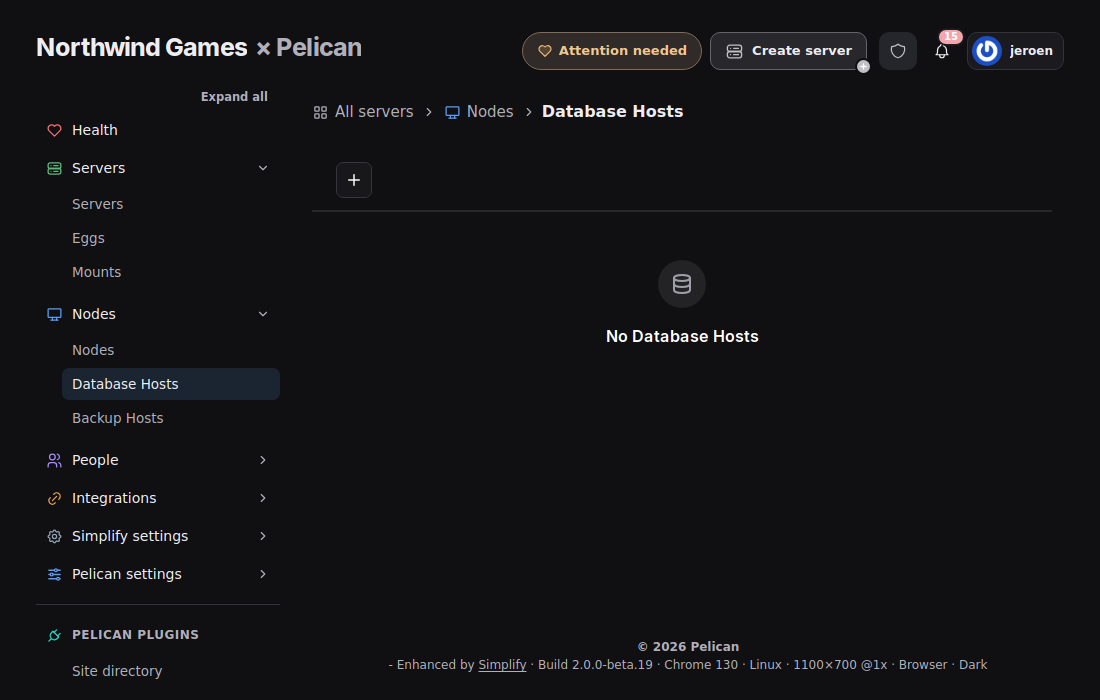 Northwind Games × Pelican
Attention needed
Create server
15
jeroen
Expand all
Health
Servers
Servers
Eggs
Mounts
Nodes
Nodes
Database Hosts
Backup Hosts
People
Integrations
Simplify settings
Pelican settings
PELICAN PLUGINS
Site directory
All servers > Nodes > Database Hosts
No Database Hosts
© 2026 Pelican
- Enhanced by Simplify · Build 2.0.0-beta.19 · Chrome 130 · Linux · 1100×700 @1x · Browser · Dark